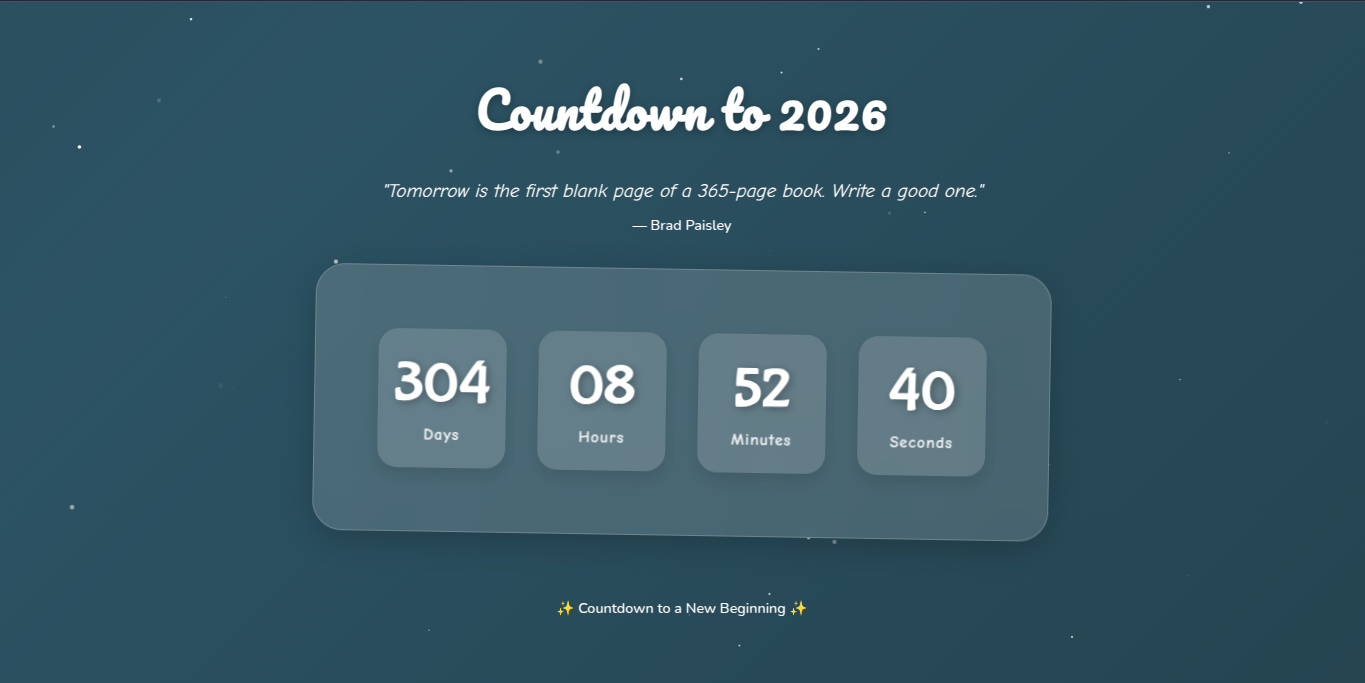 Countdown to 2026
"Tomorrow is the first blank page of a 365-page book. Write a good one."
— Brad Paisley
304 08 52 40
Days Hours Minutes Seconds
✨ Countdown to a New Beginning ✨